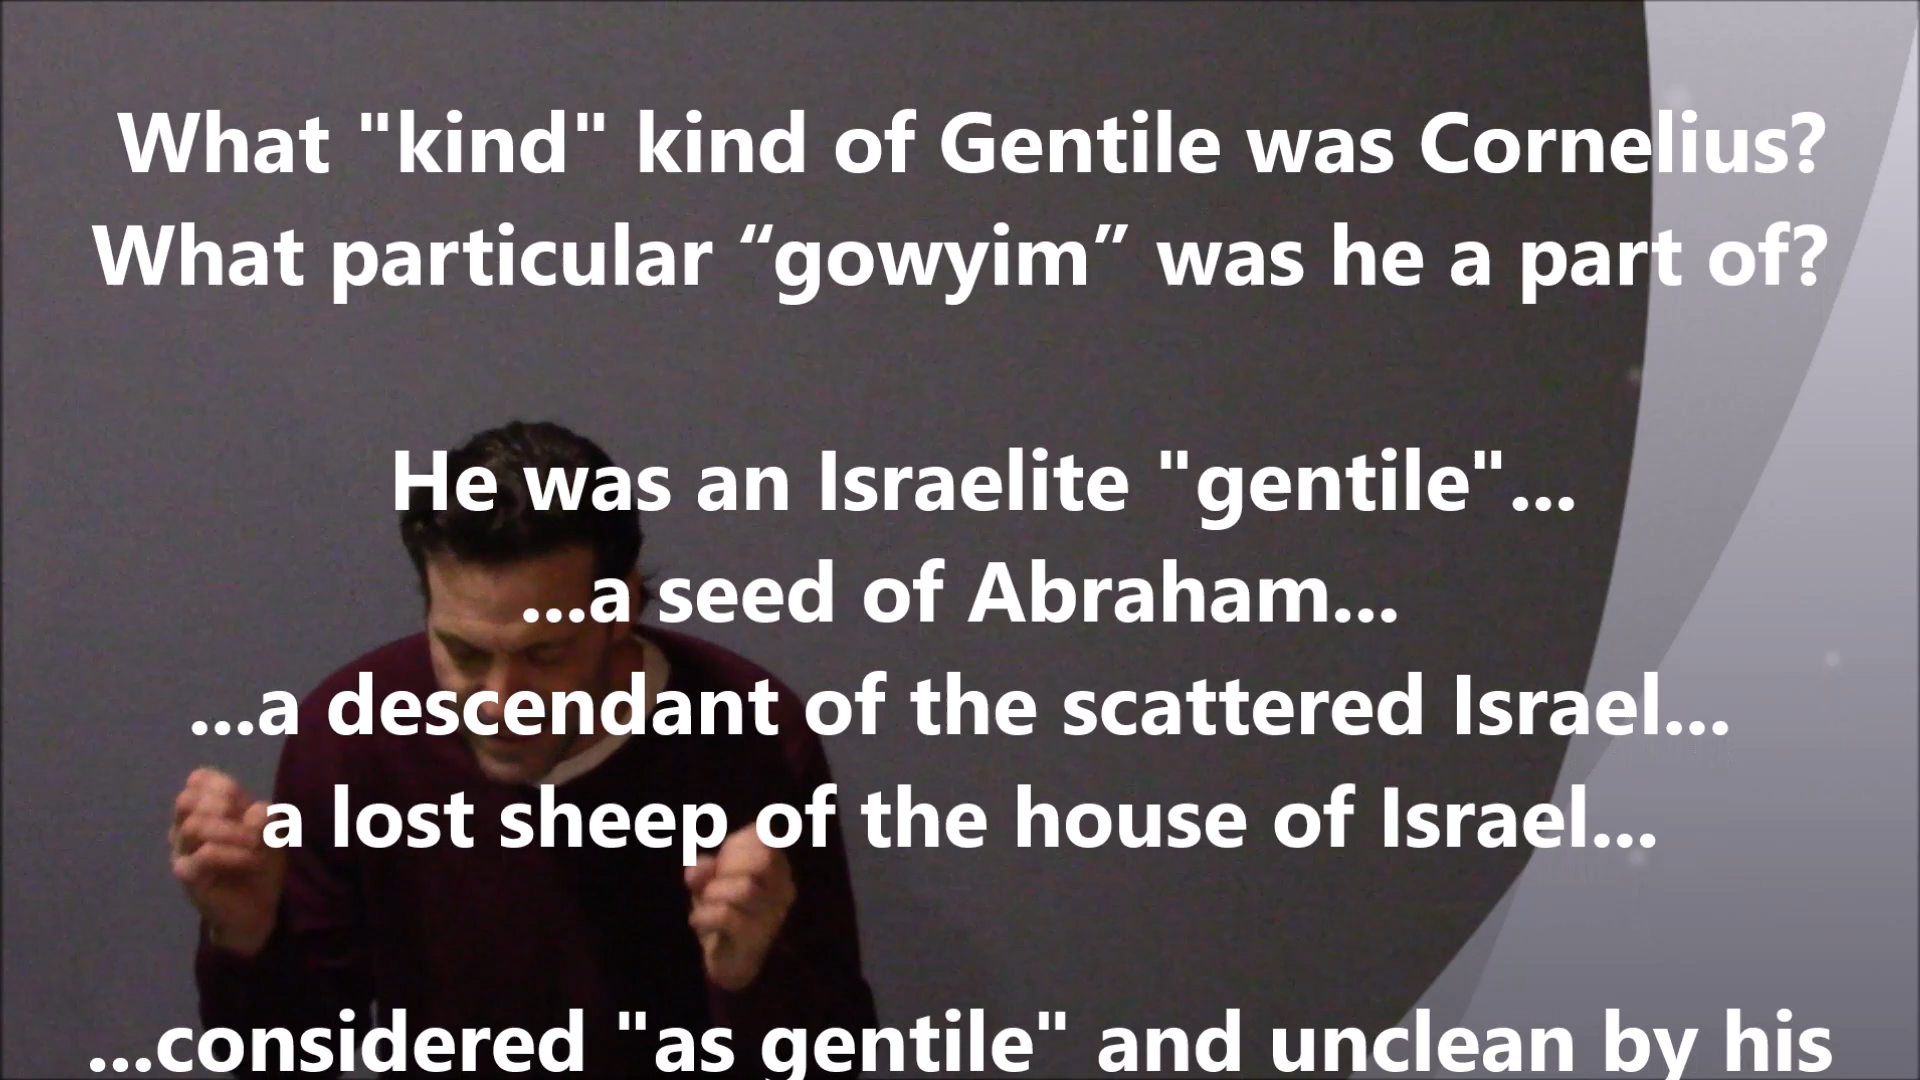 What "kind" kind of Gentile was Cornelius?
What particular “gowyim” was he a part of?
He was an Israelite "gentile"...
...a seed of Abraham...
...a descendant of the scattered Israel...
a lost sheep of the house of Israel...
...considered "as gentile" and unclean by his